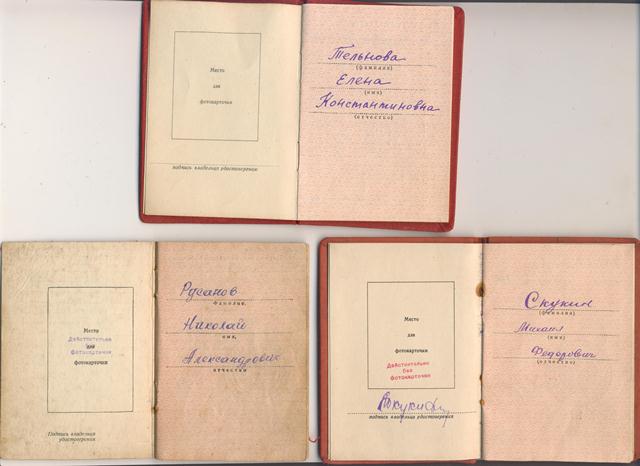 Место
для
фотокарточки
подпись владельца удостоверения
Тельнова
(фамилия)
Елена
(имя)
Константиновна
(отчество)
Место
для
фотокарточки
Действительно
фотокарточки
Подпись владельца
удостоверения
Русанов
фамилия,
Николай
имя,
Александрович
отчество
Место
для
фотокарточки
Действительно
без
фотокарточки
подпись владельца удостоверения
Скукин
(фамилия)
Михаил
(имя)
Федорович
(отчество)